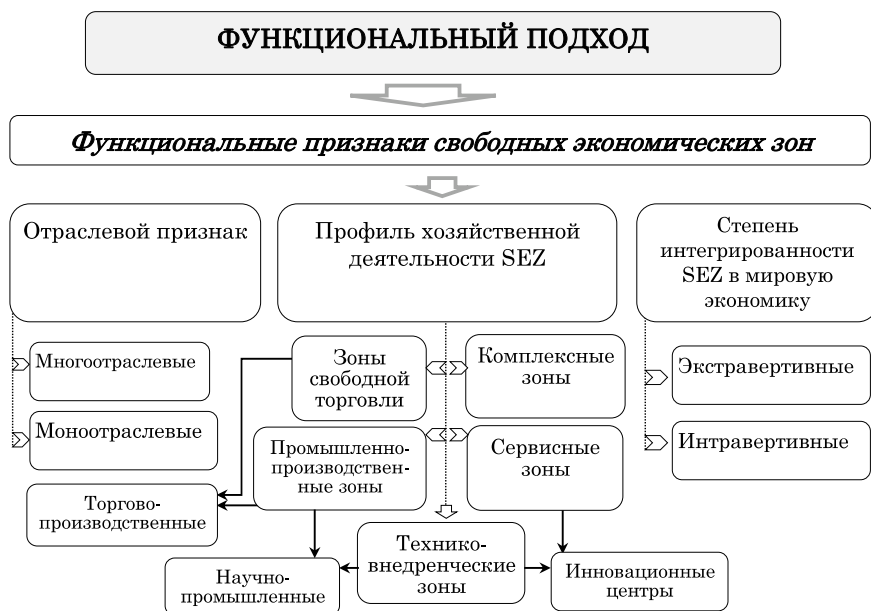 ФУНКЦИОНАЛЬНЫЙ ПОДХОД
Функциональные признаки свободных экономических зон
Отраслевой признак
Многоотраслевые
Моноотраслевые
Профиль хозяйственной
деятельности SEZ
Зоны
свободной
торговли
Комплексные
зоны
Промышленно-
производствен-
ные зоны
Сервисные
зоны
Торгово-
производственные
Технико-
внедренческие
зоны
Научно-
промышленные
Инновационные
центры
Степень
интегрированности
SEZ в мировую
экономику
Экстравертивные
Интравертивные